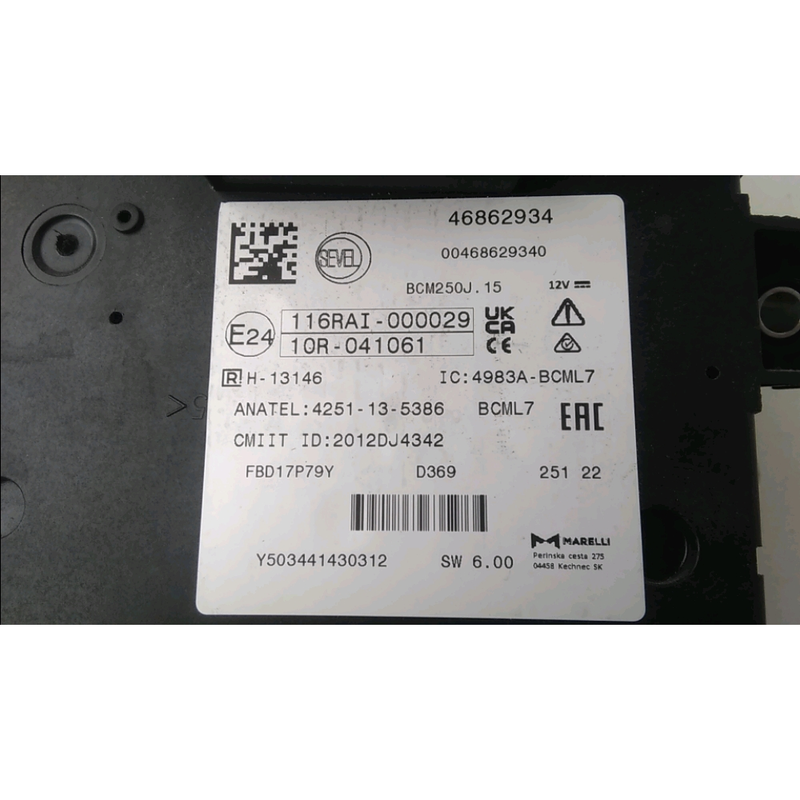 46862934
SEVEL
00468629340
BCM250J.15 12V
E24 116RAI-000029
10R-041061
UK CA
CE
R H-13146 IC:4983A-BCML7
ANATEL:4251-13-5386 BCML7 EAC
CMIIT ID:2012DJ4342
FBD17P79Y D369 251 22
MARELLI
Perinska cesta 275
04458 Kechnec SK
Y503441430312 SW 6.00